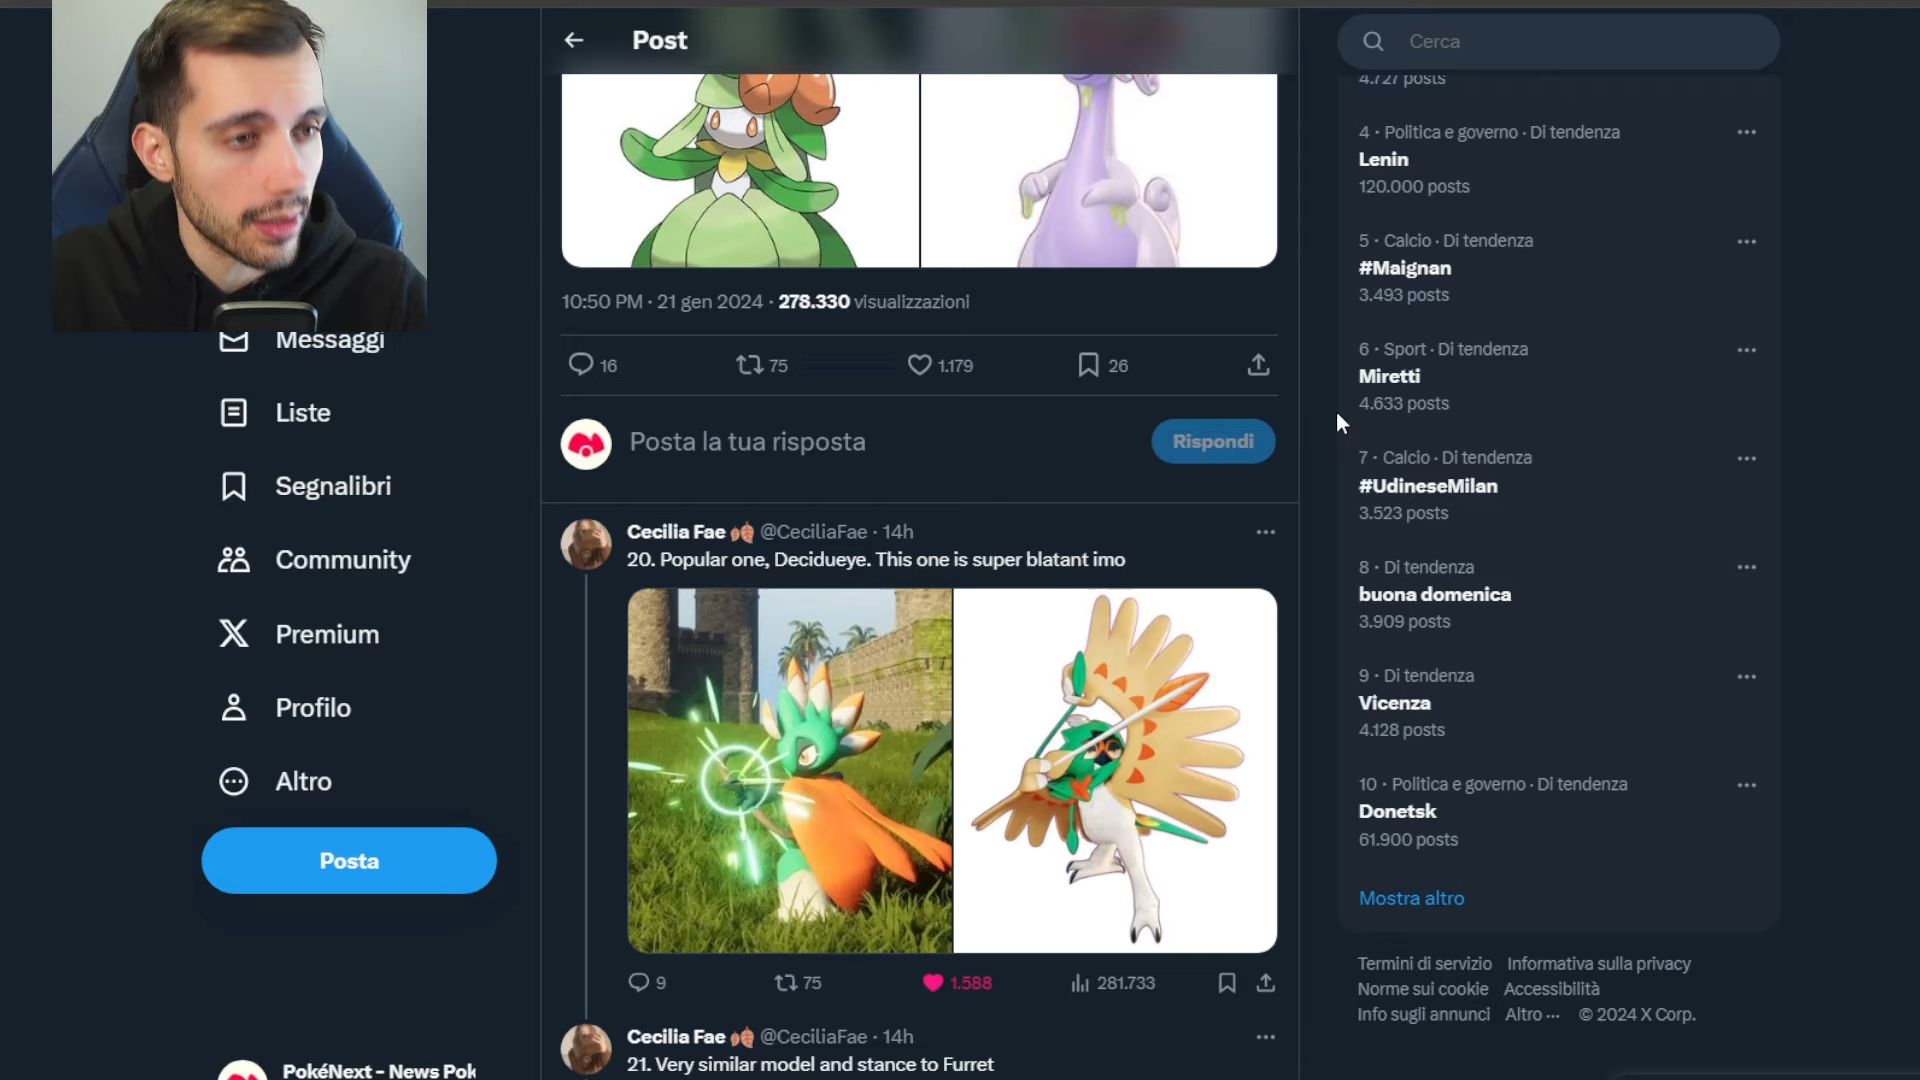 Post
Cerca
4.727 posts
4 · Politica e governo · Di tendenza
Lenin
120.000 posts
5 · Calcio · Di tendenza
#Maignan
3.493 posts
6 · Sport · Di tendenza
Miretti
4.633 posts
7 · Calcio · Di tendenza
#UdineseMilan
3.523 posts
8 · Di tendenza
buona domenica
3.909 posts
9 · Di tendenza
Vicenza
4.128 posts
10 · Politica e governo · Di tendenza
Donetsk
61.900 posts
Mostra altro
Termini di servizio Informativa sulla privacy
Norme sui cookie Accessibilità
Info sugli annunci Altro ··· © 2024 X Corp.
10:50 PM · 21 gen 2024 · 278.330 visualizzazioni
16 75 1.179 26
Posta la tua risposta
Rispondi
Cecilia Fae @CeciliaFae · 14h
20. Popular one, Decidueye. This one is super blatant imo
9 75 1.588 281.733
Cecilia Fae @CeciliaFae · 14h
21. Very similar model and stance to Furret
Messaggi
Liste
Segnalibri
Community
Premium
Profilo
Altro
Posta
PokéNext - News Pok